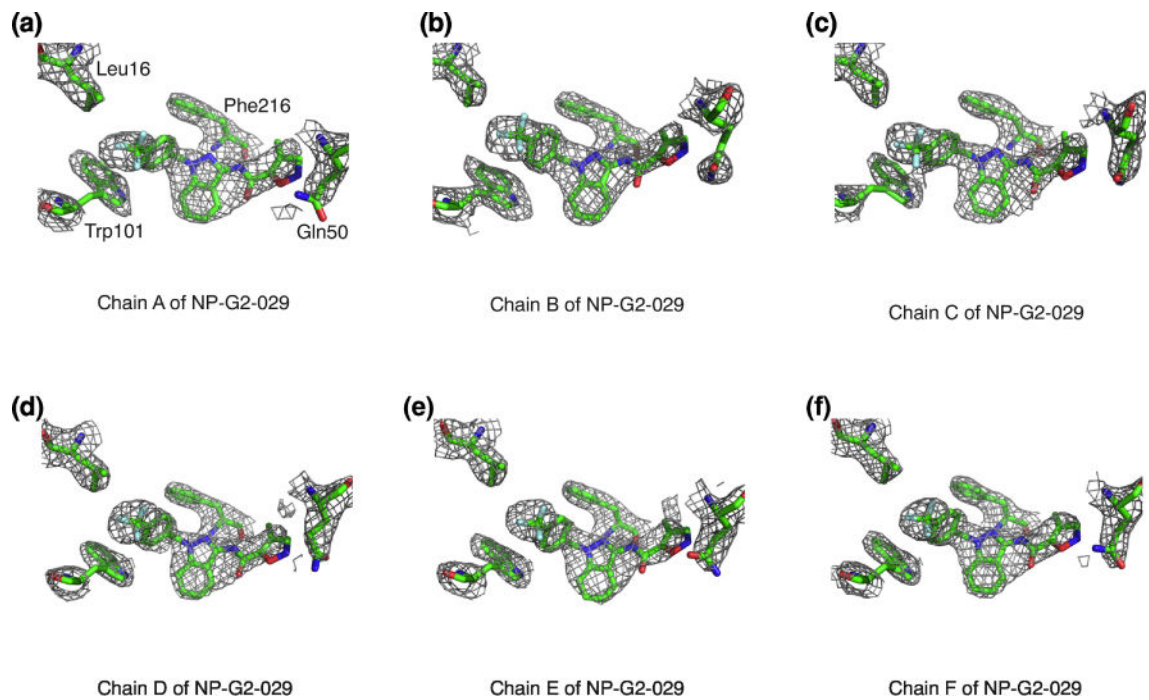 (a)
(b)
(c)
Leu16
Phe216
Trp101
Gln50
Chain A of NP-G2-029
Chain B of NP-G2-029
Chain C of NP-G2-029
(d)
(e)
(f)
Chain D of NP-G2-029
Chain E of NP-G2-029
Chain F of NP-G2-029